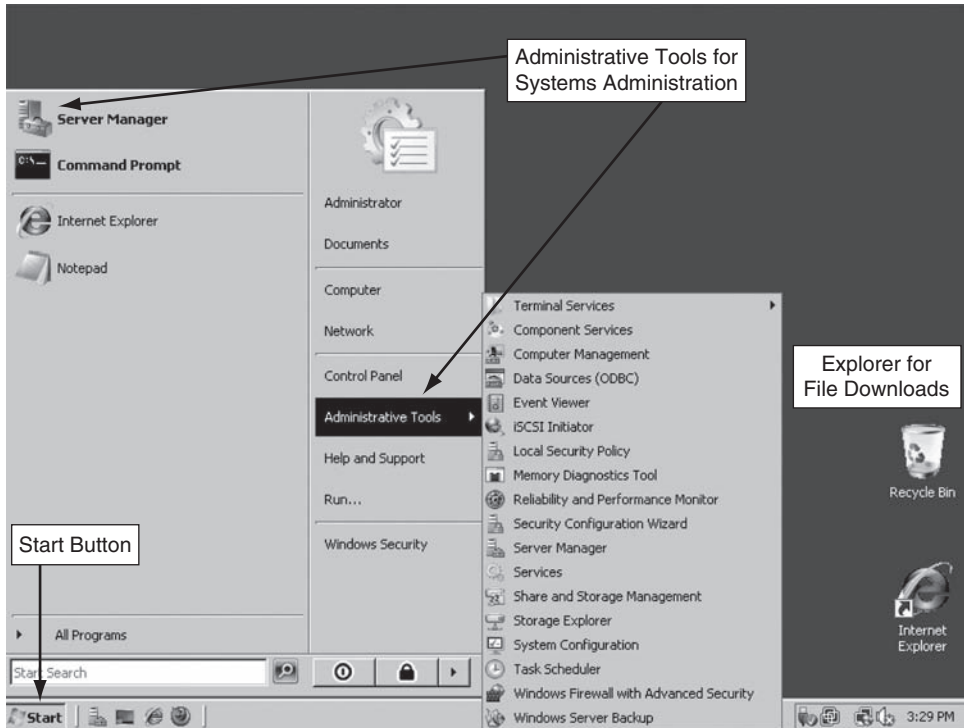 Administrative Tools for
Systems Administration
Server Manager
C:\
Command Prompt
Internet Explorer
Notepad
All Programs
Start Search
Administrator
Documents
Computer
Network
Control Panel
Administrative Tools
Help and Support
Run...
Windows Security
Terminal Services
Component Services
Computer Management
Data Sources (ODBC)
Event Viewer
iSCSI Initiator
Local Security Policy
Memory Diagnostics Tool
Reliability and Performance Monitor
Security Configuration Wizard
Server Manager
Services
Share and Storage Management
Storage Explorer
System Configuration
Task Scheduler
Windows Firewall with Advanced Security
Windows Server Backup
Explorer for
File Downloads
Recycle Bin
Internet
Explorer
Start Button
Start
3:29 PM